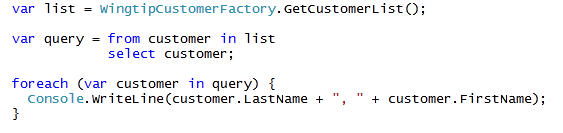 var list = WingtipCustomerFactory.GetCustomerList();
var query = from customer in list
select customer;
foreach (var customer in query) {
Console.WriteLine(customer.LastName + ", " + customer.FirstName);
}